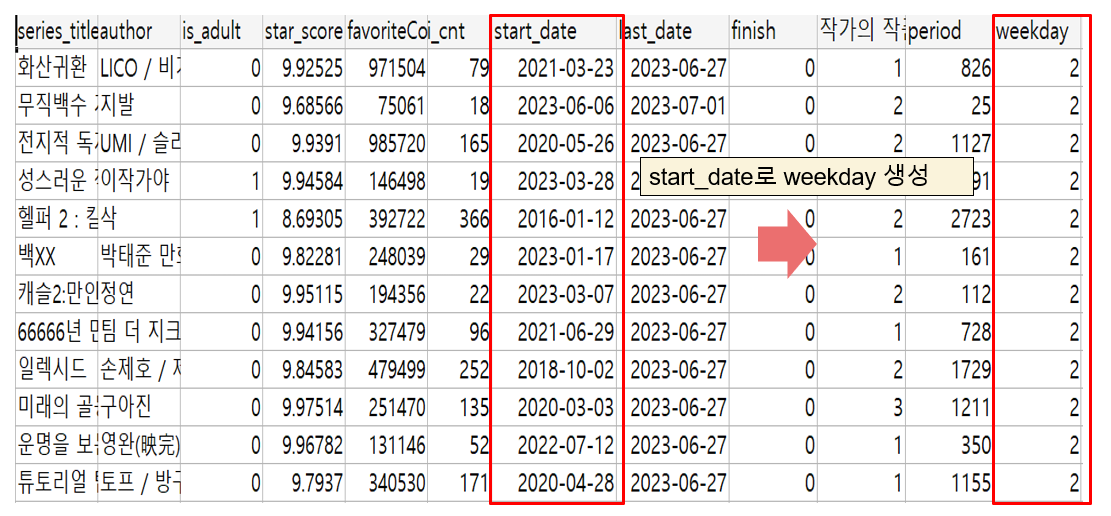 series_title author is_adult star_score favoriteCo i_cnt start_date last_date finish 작가의 작품 period weekday
화산귀환 LICO / 비가 0 9.92525 971504 79 2021-03-23 2023-06-27 0 1 826 2
무직백수 지발 0 9.68566 75061 18 2023-06-06 2023-07-01 0 2 25 2
전지적 독자 UMI / 슬리 0 9.9391 985720 165 2020-05-26 2023-06-27 0 2 1127 2
성스러운 이작가야 1 9.94584 146498 19 2023-03-28 2 91 2
start_date로 weekday 생성
헬퍼 2 : 킬 삭 1 8.69305 392722 366 2016-01-12 2023-06-27 0 2 2723 2
백XX 박태준 만화 0 9.82281 248039 29 2023-01-17 2023-06-27 0 1 161 2
캐슬2:만인 정연 0 9.95115 194356 22 2023-03-07 2023-06-27 0 2 112 2
66666년 만 팀 더 지크 0 9.94156 327479 96 2021-06-29 2023-06-27 0 1 728 2
일렉시드 손제호 / 제 0 9.84583 479499 252 2018-10-02 2023-06-27 0 2 1729 2
미래의 골동 구아진 0 9.97514 251470 135 2020-03-03 2023-06-27 0 3 1211 2
운명을 보는 영완(映完) 0 9.96782 131146 52 2022-07-12 2023-06-27 0 1 350 2
튜토리얼 토프 / 방구 0 9.7937 340530 171 2020-04-28 2023-06-27 0 1 1155 2